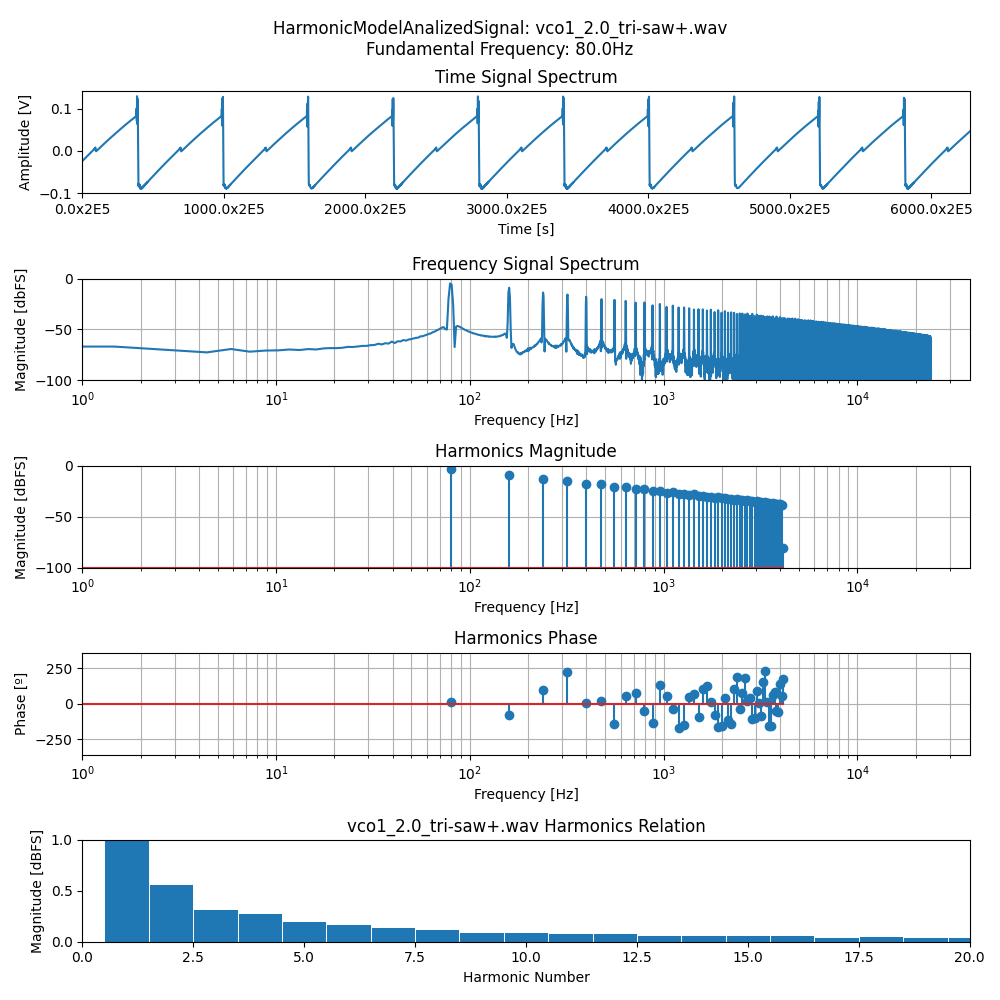 HarmonicModelAnalizedSignal: vco1_2.0_tri-saw+.wav
Fundamental Frequency: 80.0Hz
Time Signal Spectrum
Amplitude [V]
0.1
0.0
−0.1
0.0x2E5 1000.0x2E5 2000.0x2E5 3000.0x2E5 4000.0x2E5 5000.0x2E5 6000.0x2E5
Time [s]
Frequency Signal Spectrum
Magnitude [dbFS]
0
−50
−100
10^0 10^1 10^2 10^3 10^4
Frequency [Hz]
Harmonics Magnitude
Magnitude [dBFS]
0
−50
−100
10^0 10^1 10^2 10^3 10^4
Frequency [Hz]
Harmonics Phase
Phase [º]
250
0
−250
10^0 10^1 10^2 10^3 10^4
Frequency [Hz]
vco1_2.0_tri-saw+.wav Harmonics Relation
Magnitude [dBFS]
1.0
0.5
0.0
0.0 2.5 5.0 7.5 10.0 12.5 15.0 17.5 20.0
Harmonic Number